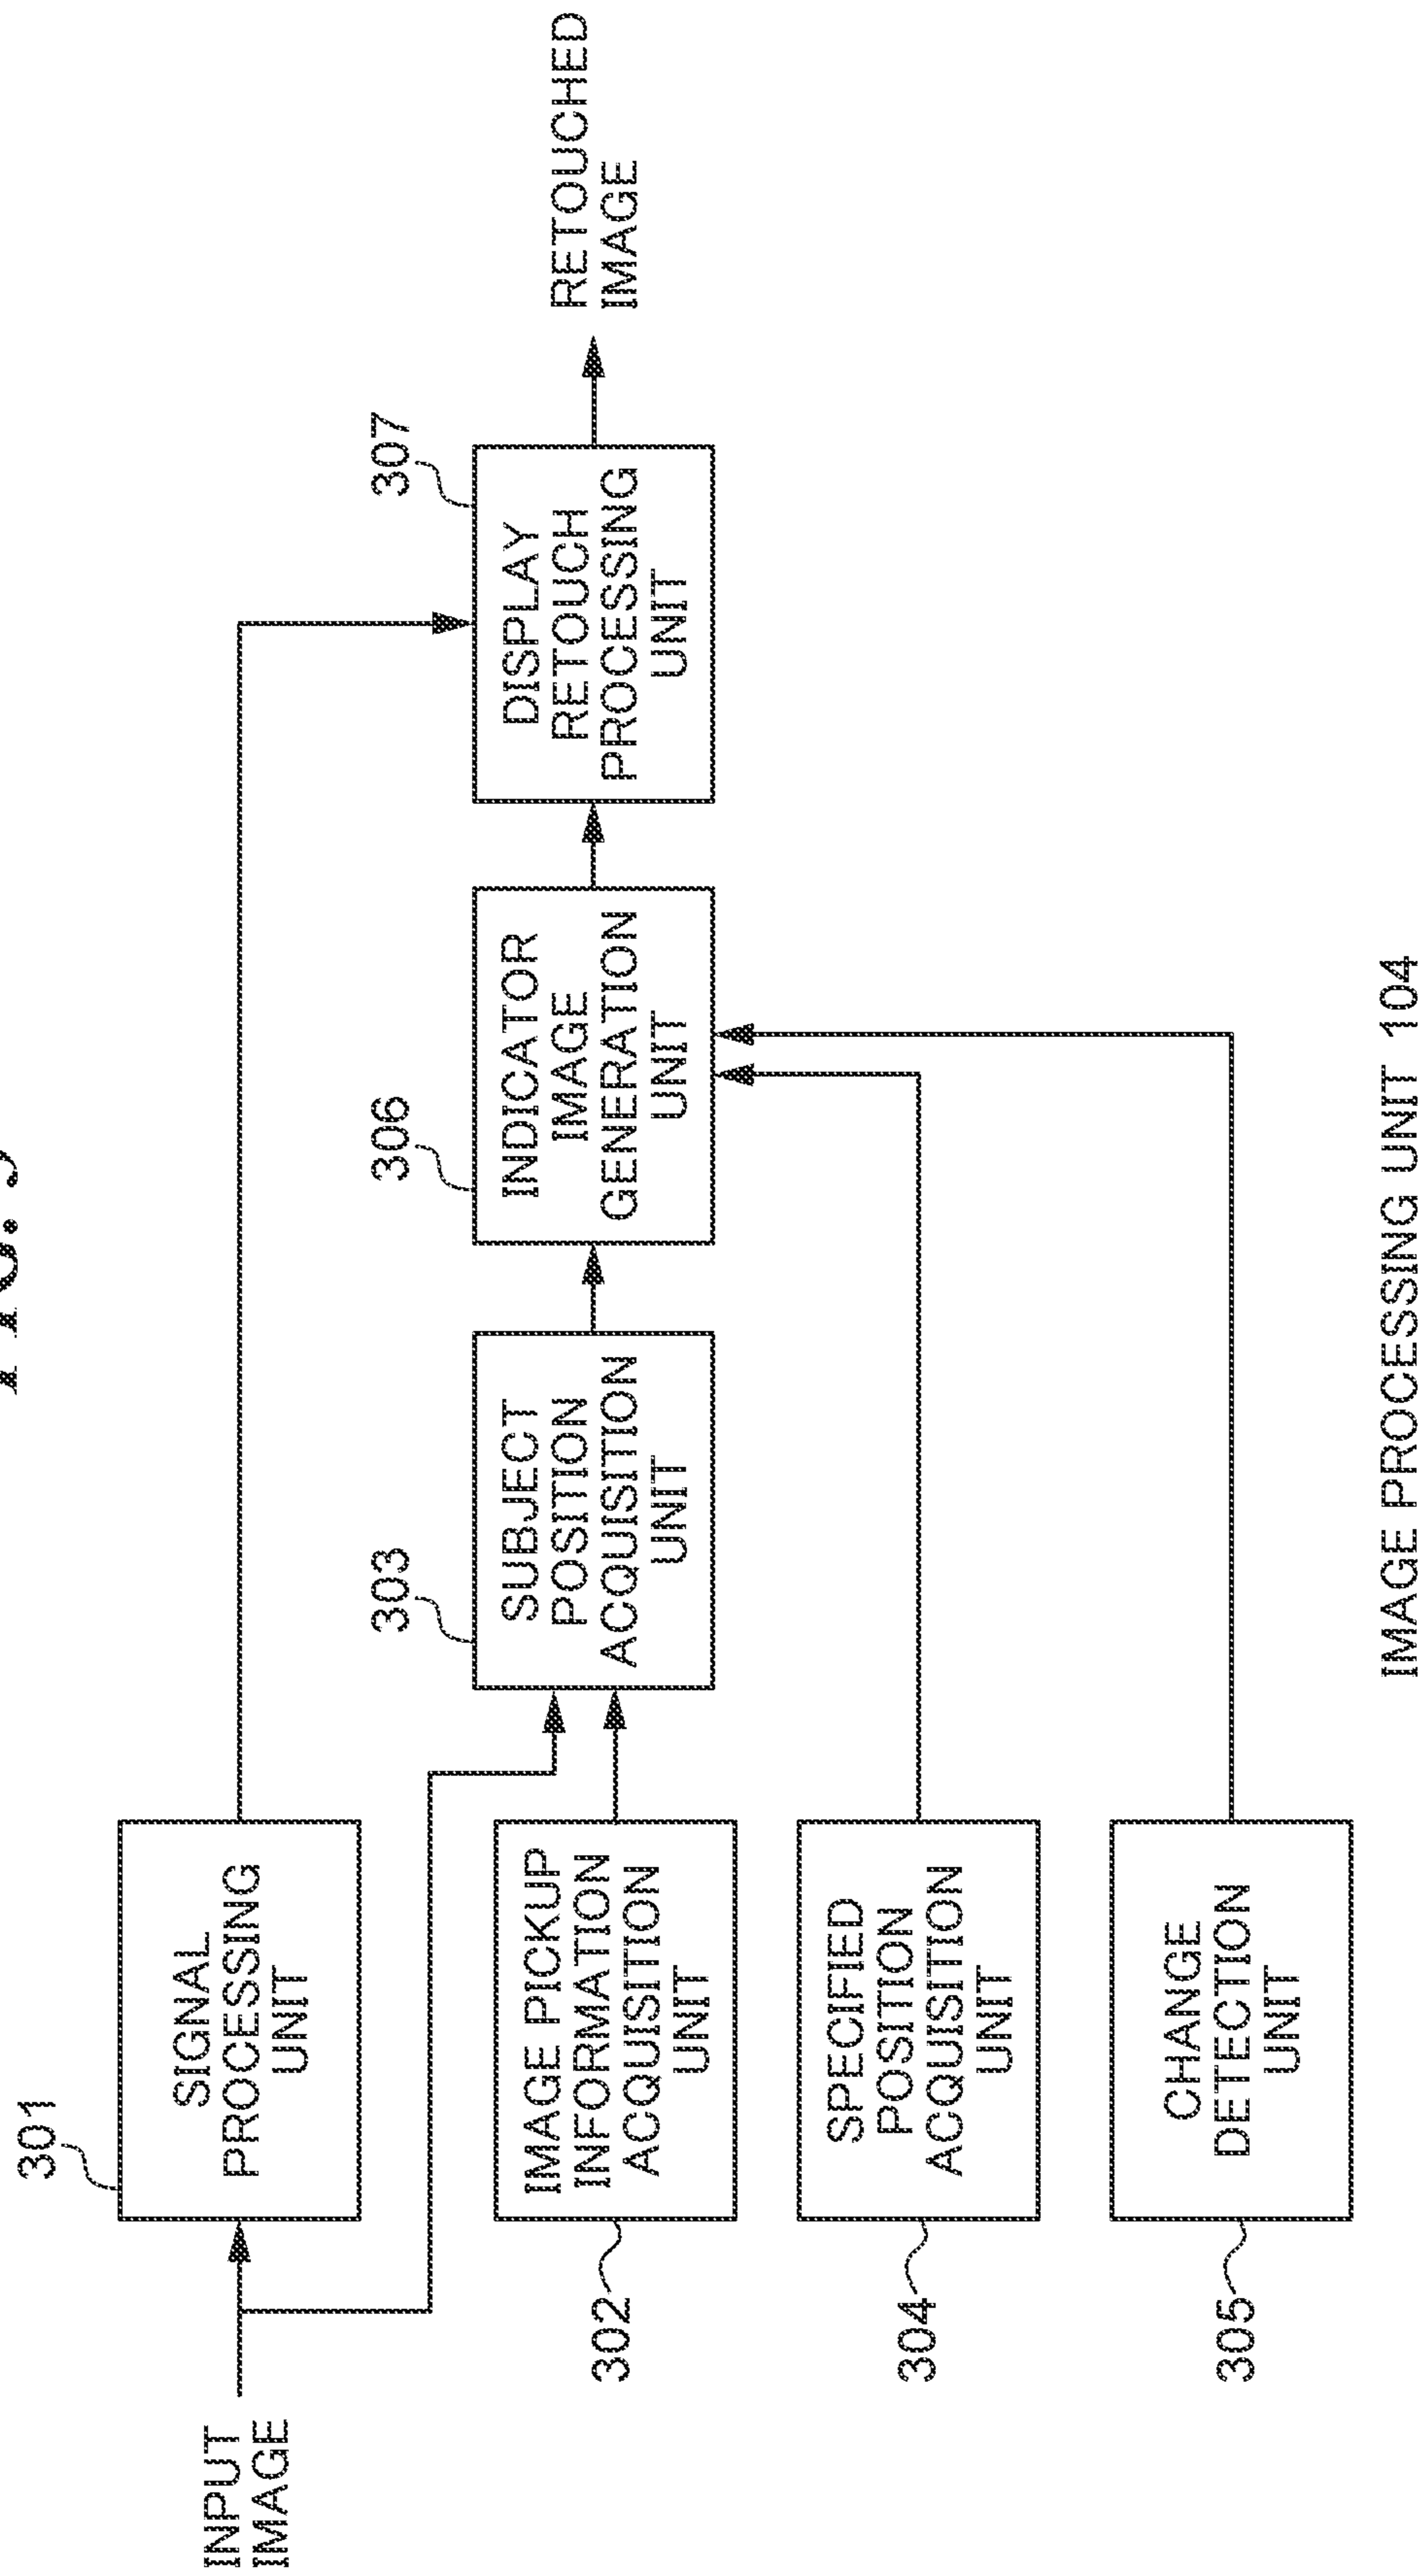 301
INPUT
IMAGE
SIGNAL
PROCESSING
UNIT
303
306
307
SUBJECT
POSITION
ACQUISITION
UNIT
INDICATOR
IMAGE
GENERATION
UNIT
DISPLAY
RETOUCH
PROCESSING
UNIT
RETOUCHED
IMAGE
302
IMAGE PICKUP
INFORMATION
ACQUISITION
UNIT
304
SPECIFIED
POSITION
ACQUISITION
UNIT
305
CHANGE
DETECTION
UNIT
IMAGE PROCESSING UNIT 104